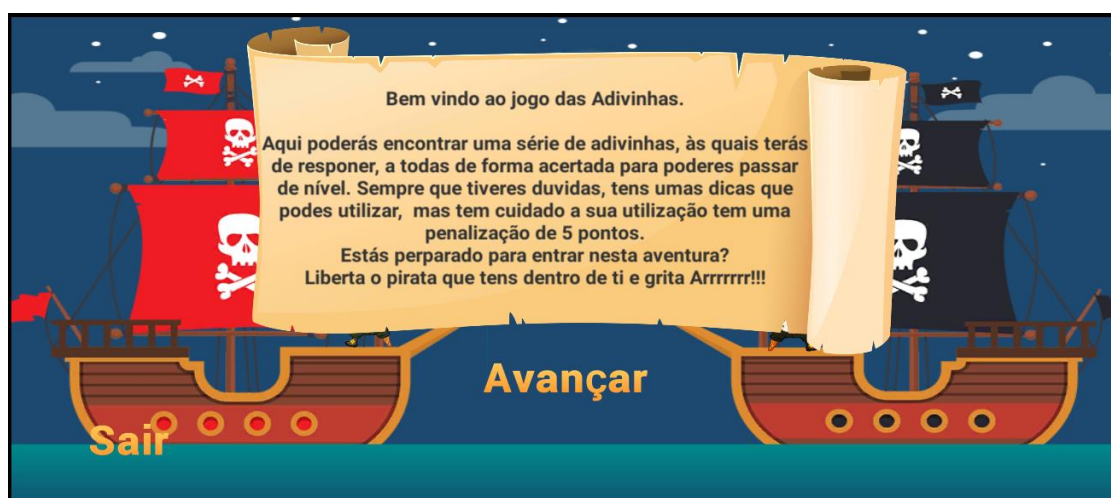 Bem vindo ao jogo das Adivinhas.
Aqui poderás encontrar uma série de adivinhas, às quais terás
de responer, a todas de forma acertada para poderes passar
de nível. Sempre que tiveres duvidas, tens umas dicas que
podes utilizar, mas tem cuidado a sua utilização tem uma
penalização de 5 pontos.
Estás perparado para entrar nesta aventura?
Liberta o pirata que tens dentro de ti e grita Arrrrrrr!!!
Avançar
Sair